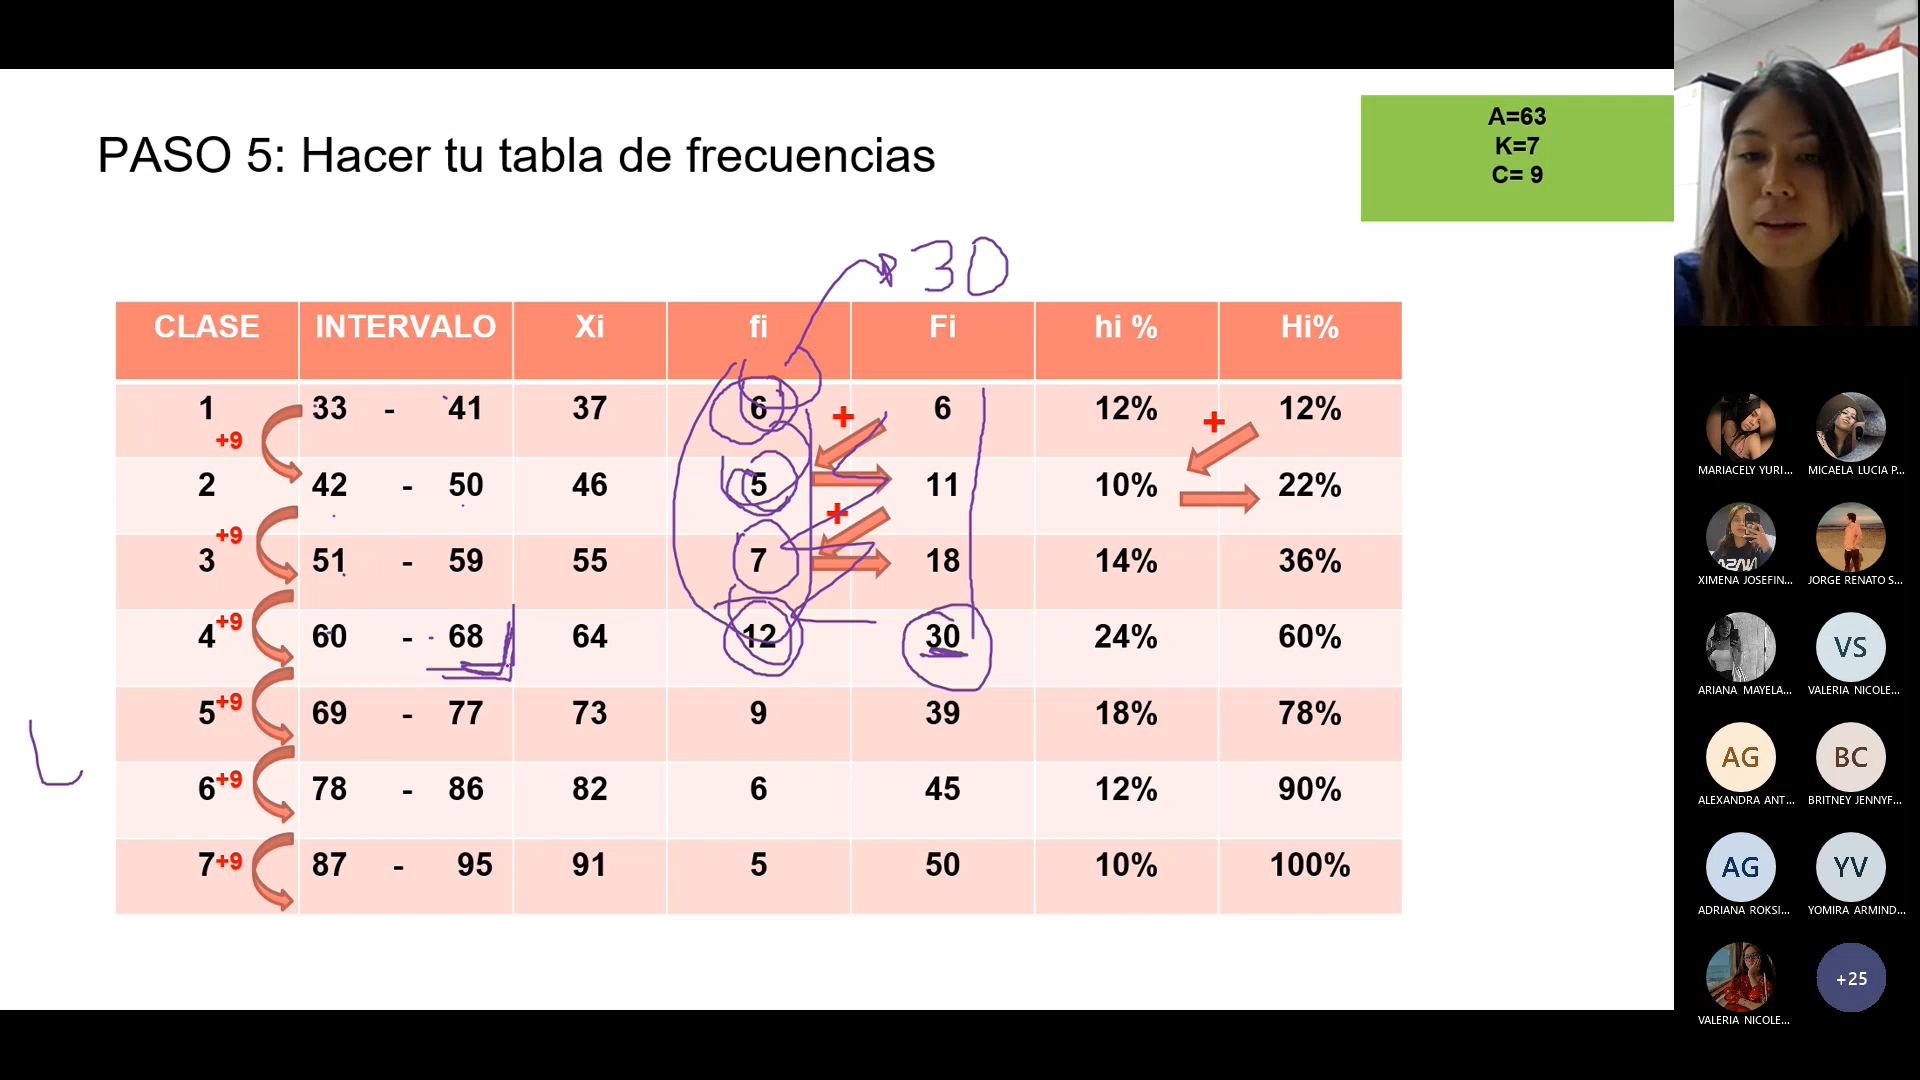 PASO 5: Hacer tu tabla de frecuencias
A=63
K=7
C= 9
30
CLASE INTERVALO Xi fi Fi hi % Hi%
1 33 - 41 37 6 + 6 12% + 12%
+9
2 42 - 50 46 5 11 10% 22%
+9 +
3 51 - 59 55 7 18 14% 36%
4 +9 60 - 68 64 12 30 24% 60%
5 +9 69 - 77 73 9 39 18% 78%
6 +9 78 - 86 82 6 45 12% 90%
7 +9 87 - 95 91 5 50 10% 100%
MARIACELY YURI... MICAELA LUCIA P...
XIMENA JOSEFIN... JORGE RENATO S...
VS
ARIANA MAYELA... VALERIA NICOLE...
AG BC
ALEXANDRA ANT... BRITNEY JENNYF...
AG YV
ADRIANA ROKSI... YOMIRA ARMIND...
+25
VALERIA NICOLE...